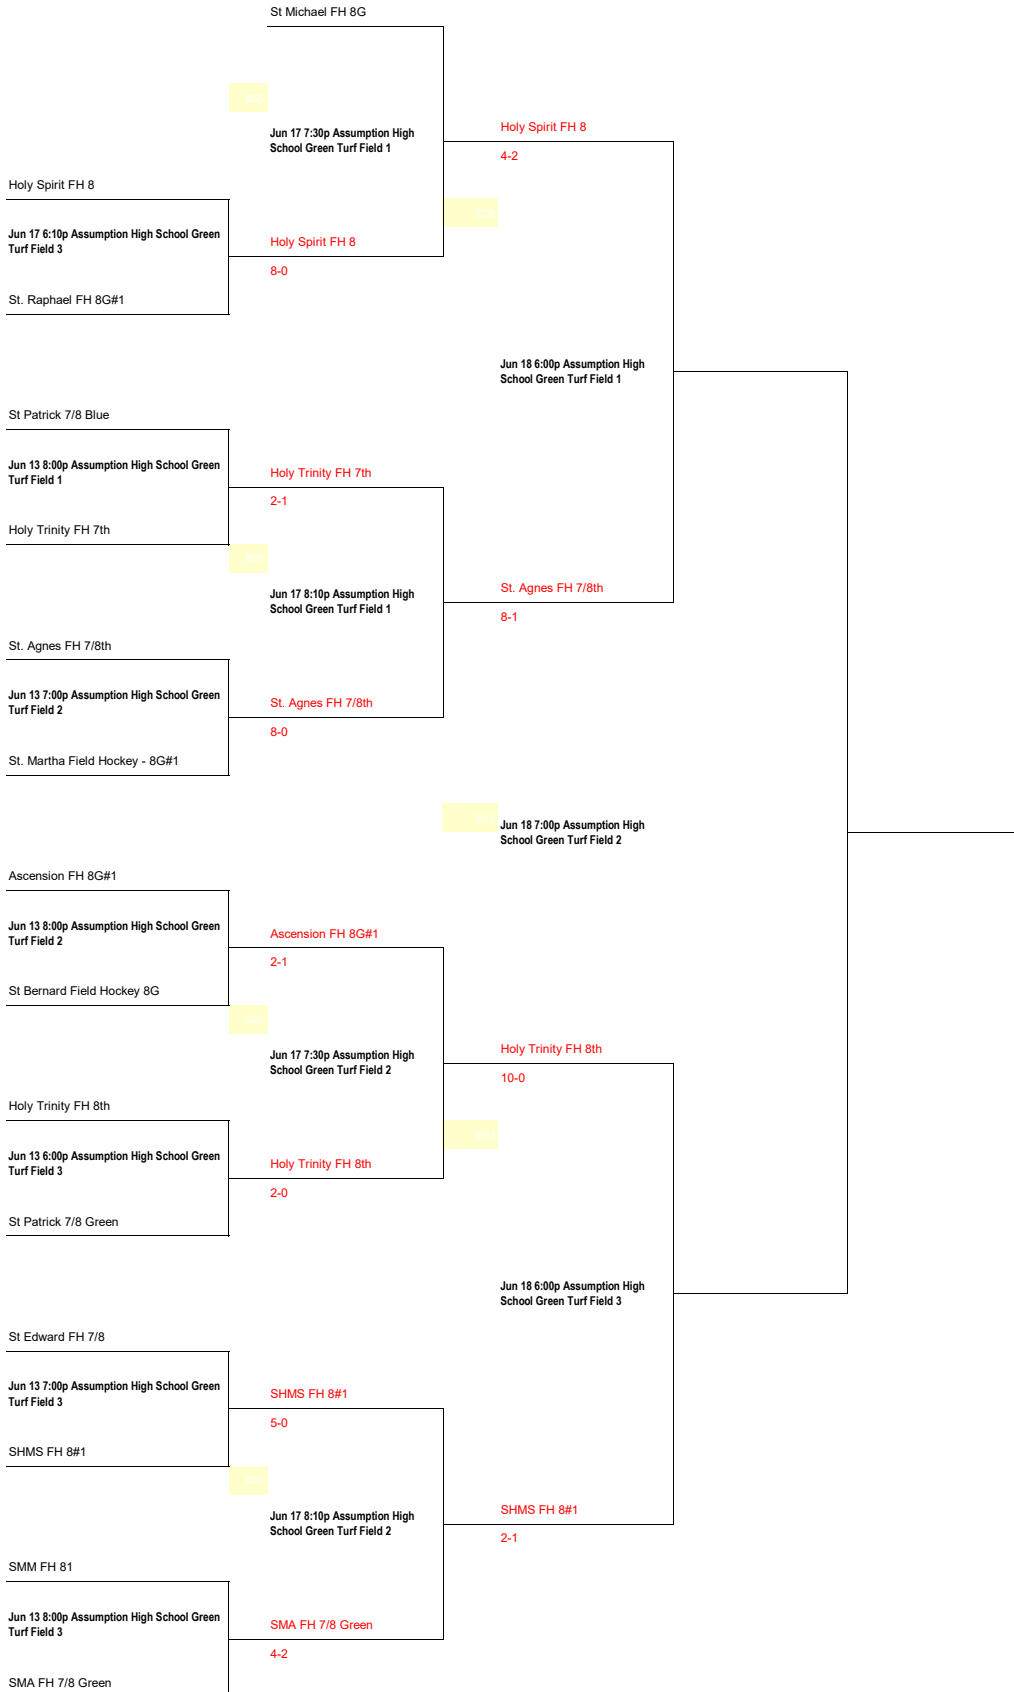 St Michael FH 8G
Jun 17 7:30p Assumption High
School Green Turf Field 1
Holy Spirit FH 8
4-2
Holy Spirit FH 8
Jun 17 6:10p Assumption High School Green
Turf Field 3
Holy Spirit FH 8
8-0
St. Raphael FH 8G#1
Jun 18 6:00p Assumption High
School Green Turf Field 1
St Patrick 7/8 Blue
Jun 13 8:00p Assumption High School Green
Turf Field 1
Holy Trinity FH 7th
2-1
Holy Trinity FH 7th
Jun 17 8:10p Assumption High
School Green Turf Field 1
St. Agnes FH 7/8th
8-1
St. Agnes FH 7/8th
Jun 13 7:00p Assumption High School Green
Turf Field 2
St. Agnes FH 7/8th
8-0
St. Martha Field Hockey - 8G#1
Jun 18 7:00p Assumption High
School Green Turf Field 2
Ascension FH 8G#1
Jun 13 8:00p Assumption High School Green
Turf Field 2
Ascension FH 8G#1
2-1
St Bernard Field Hockey 8G
Jun 17 7:30p Assumption High
School Green Turf Field 2
Holy Trinity FH 8th
10-0
Holy Trinity FH 8th
Jun 13 6:00p Assumption High School Green
Turf Field 3
Holy Trinity FH 8th
2-0
St Patrick 7/8 Green
Jun 18 6:00p Assumption High
School Green Turf Field 3
St Edward FH 7/8
Jun 13 7:00p Assumption High School Green
Turf Field 3
SHMS FH 8#1
5-0
SHMS FH 8#1
Jun 17 8:10p Assumption High
School Green Turf Field 2
SHMS FH 8#1
2-1
SMM FH 81
Jun 13 8:00p Assumption High School Green
Turf Field 3
SMA FH 7/8 Green
4-2
SMA FH 7/8 Green